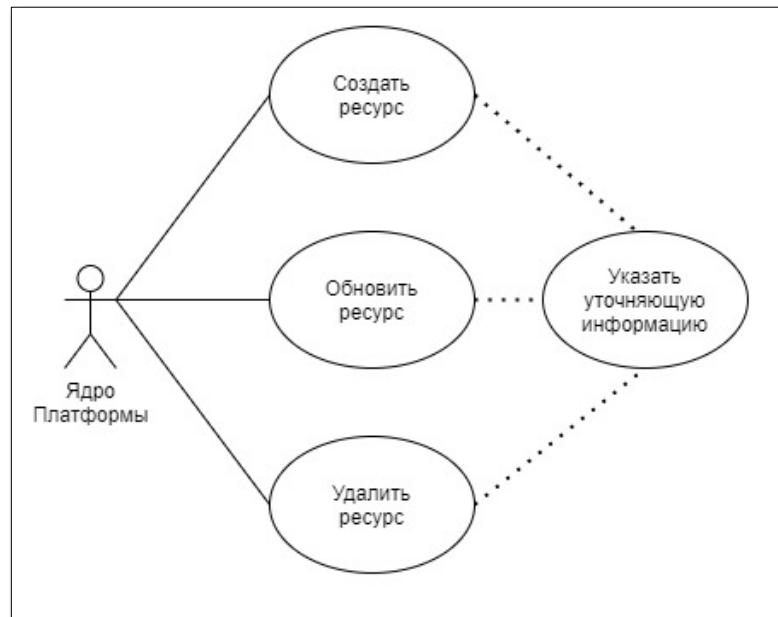 Создать
ресурс
Обновить
ресурс
Указать
уточняющую
информацию
Ядро
Платформы
Удалить
ресурс